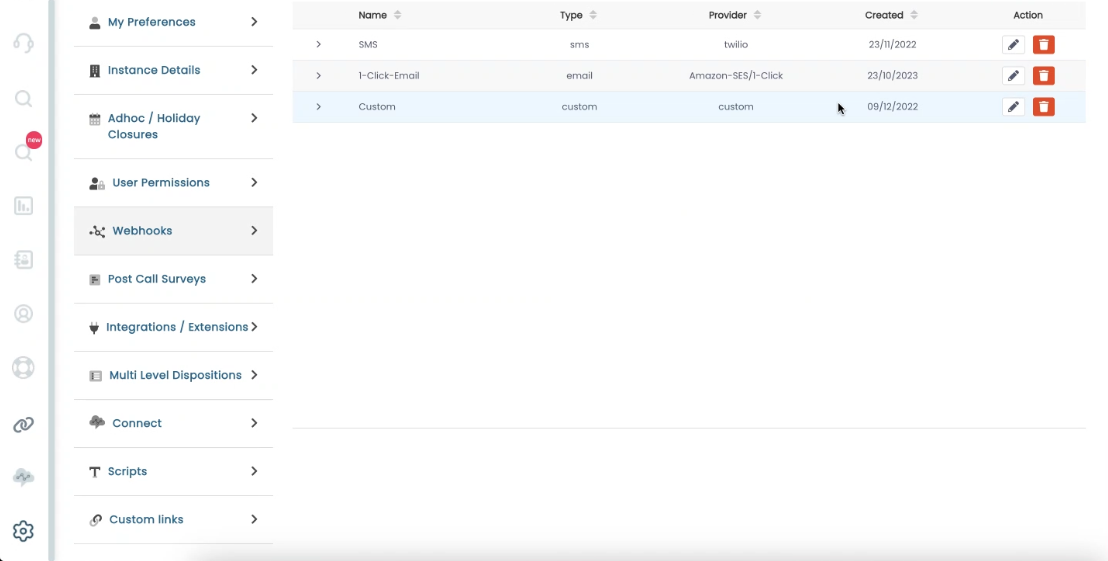 My Preferences
Instance Details
Adhoc / Holiday
Closures
new
User Permissions
Webhooks
Post Call Surveys
Integrations / Extensions
Multi Level Dispositions
Connect
Scripts
Custom links
Name Type Provider Created Action
SMS sms twilio 23/11/2022
1-Click-Email email Amazon-SES/1-Click 23/10/2023
Custom custom custom 09/12/2022